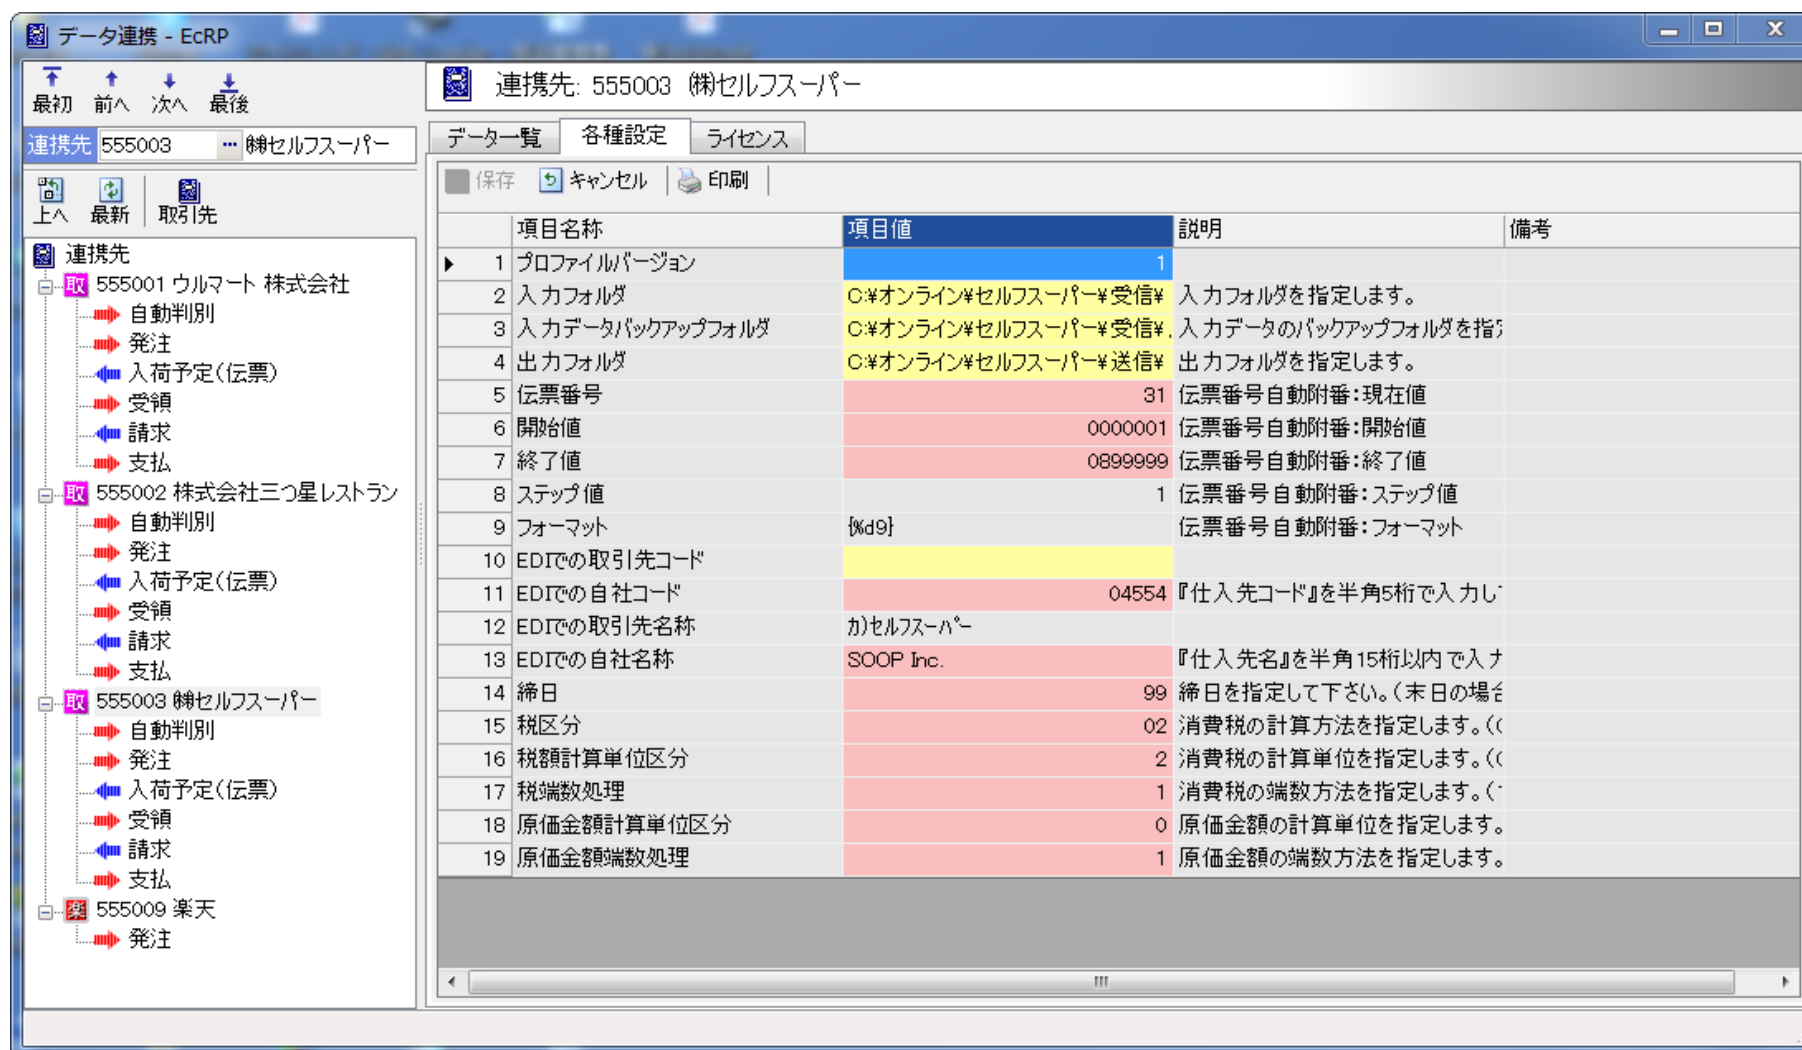 データ連携 - EcRP
最初 前へ 次へ 最後
連携先 555003 ... ㈱セルフスーパー
上へ 最新 取引先
連携先
555001 ウルマート 株式会社
自動判別
発注
入荷予定(伝票)
受領
請求
支払
555002 株式会社三つ星レストラン
自動判別
発注
入荷予定(伝票)
受領
請求
支払
555003 ㈱セルフスーパー
自動判別
発注
入荷予定(伝票)
受領
請求
支払
555009 楽天
発注
連携先: 555003 ㈱セルフスーパー
データ一覧 各種設定 ライセンス
保存 キャンセル 印刷
項目名称 項目値 説明 備考
1 プロファイルバージョン 1
2 入力フォルダ C:¥オンライン¥セルフスーパー¥受信¥ 入力フォルダを指定します。
3 入力データバックアップフォルダ C:¥オンライン¥セルフスーパー¥受信¥. 入力データのバックアップフォルダを指
4 出力フォルダ C:¥オンライン¥セルフスーパー¥送信¥ 出力フォルダを指定します。
5 伝票番号 31 伝票番号自動附番:現在値
6 開始値 0000001 伝票番号自動附番:開始値
7 終了値 0899999 伝票番号自動附番:終了値
8 ステップ値 1 伝票番号自動附番:ステップ値
9 フォーマット {%d9} 伝票番号自動附番:フォーマット
10 EDIでの取引先コード
11 EDIでの自社コード 04554 『仕入先コード』を半角5桁で入力し
12 EDIでの取引先名称 カ)セルフスーパー
13 EDIでの自社名称 SOOP Inc. 『仕入先名』を半角15桁以内で入力
14 締日 99 締日を指定して下さい。(末日の場合
15 税区分 02 消費税の計算方法を指定します。(
16 税額計算単位区分 2 消費税の計算単位を指定します。(
17 税端数処理 1 消費税の端数方法を指定します。(
18 原価金額計算単位区分 0 原価金額の計算単位を指定します。
19 原価金額端数処理 1 原価金額の端数方法を指定します。